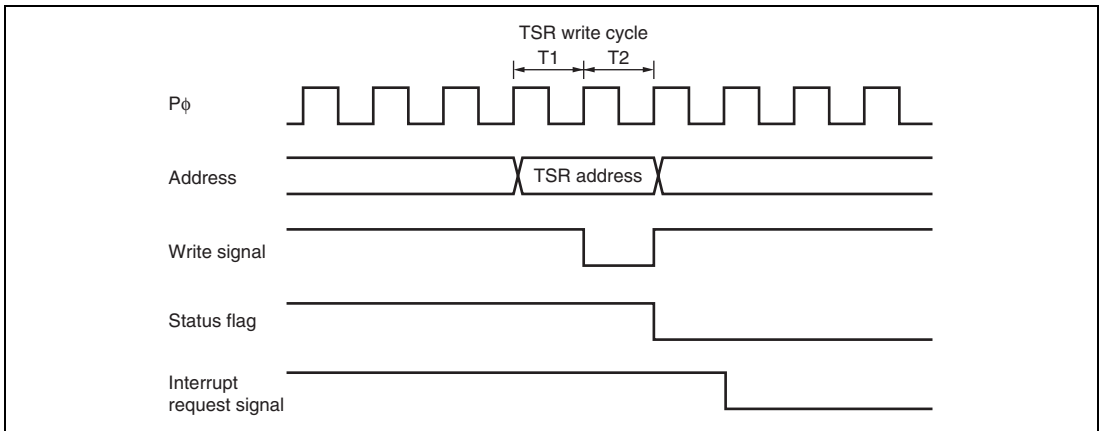 TSR write cycle
T1 T2
Pϕ
Address
TSR address
Write signal
Status flag
Interrupt
request signal